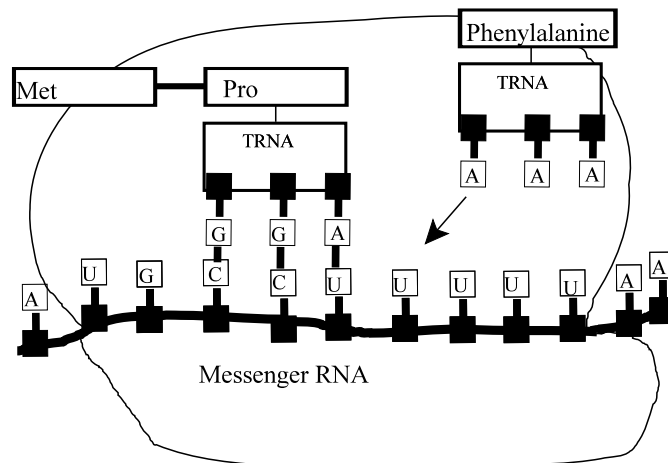 Phenylalanine
Met
Pro
TRNA
TRNA
A A A
G G A
A U G C C U U U U U A A
Messenger RNA